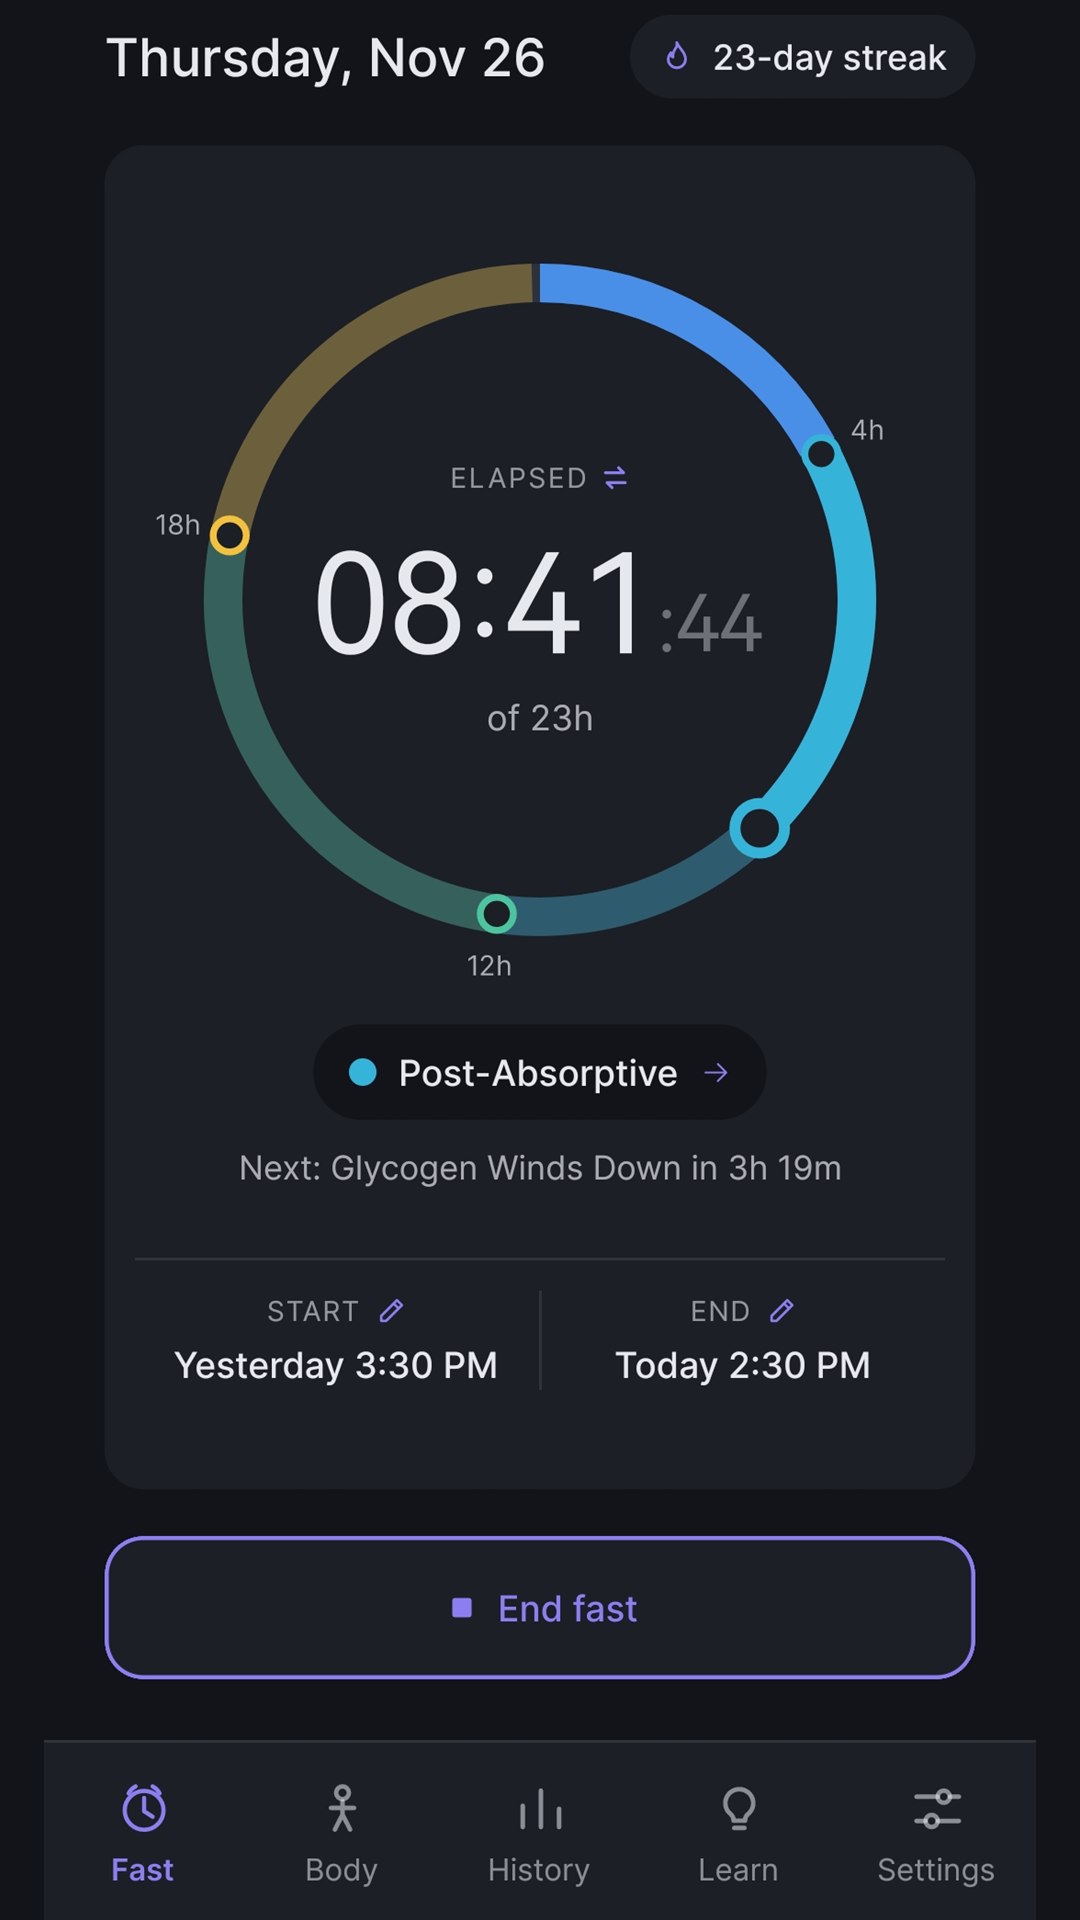 Thursday, Nov 26
23-day streak
4h
ELAPSED
18h
08:41:44
of 23h
12h
Post-Absorptive →
Next: Glycogen Winds Down in 3h 19m
START
END
Yesterday 3:30 PM
Today 2:30 PM
End fast
Fast
Body
History
Learn
Settings